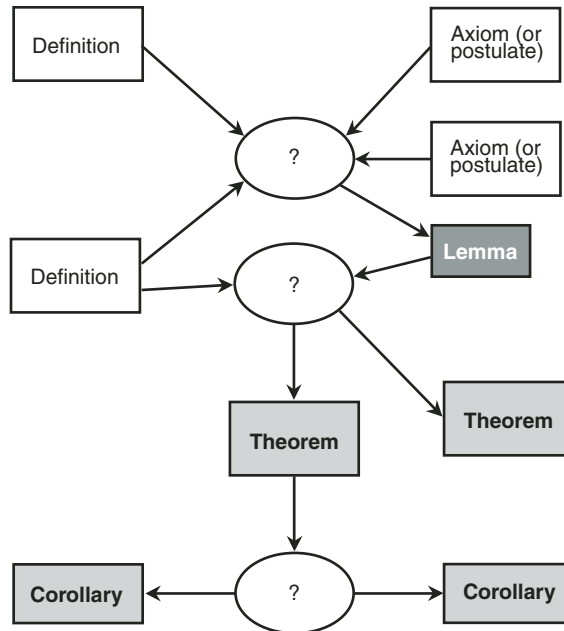 Definition
Axiom (or
postulate)
?
Axiom (or
postulate)
Lemma
Definition
?
Theorem
Theorem
?
Corollary
Corollary